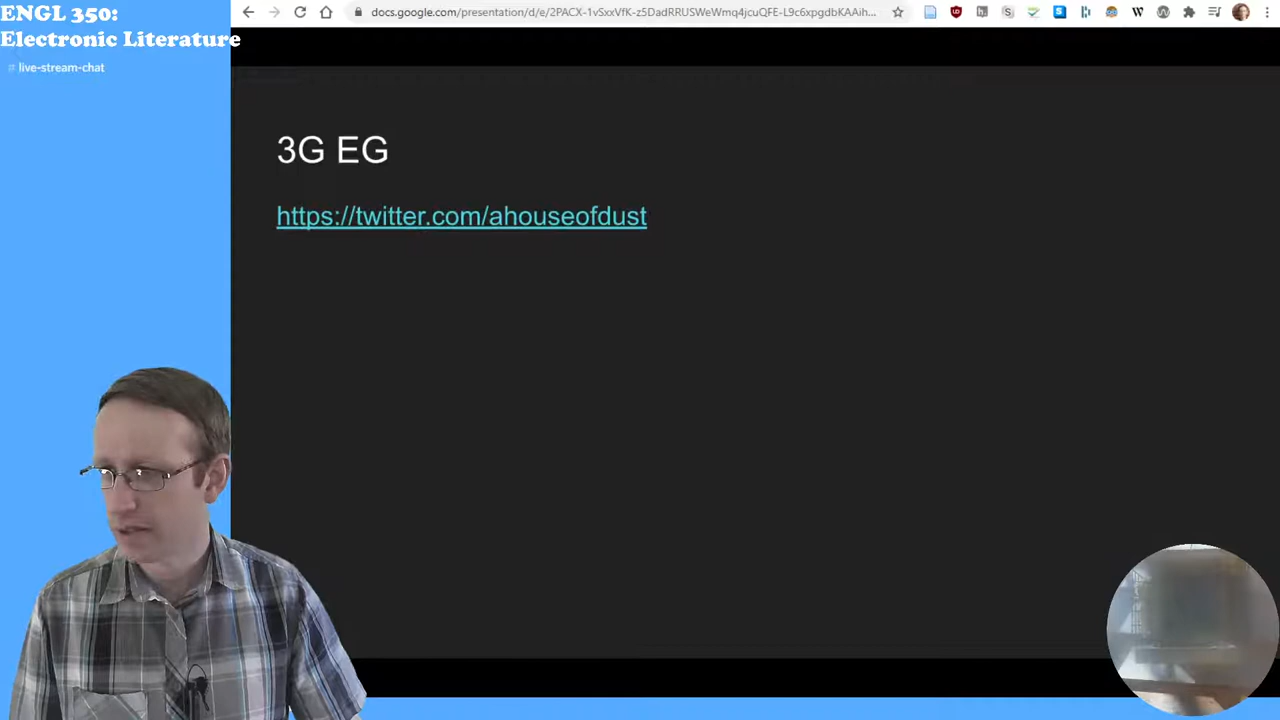 ENGL 350:
Electronic Literature
# live-stream-chat
docs.google.com/presentation/d/e/2PACX-1vSxxVfK-z5DadRRUSWeWmq4jcuQFE-L9c6xpgdbKAAih...
3G EG
https://twitter.com/ahouseofdust